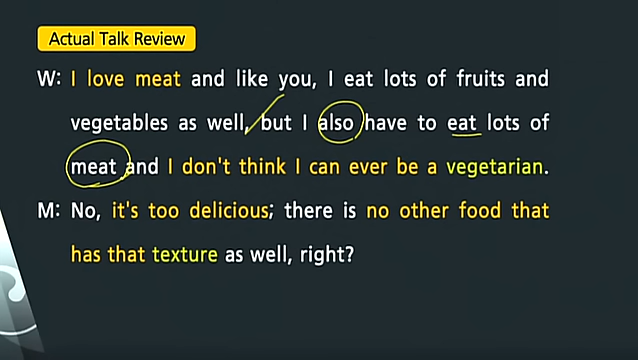 Actual Talk Review
W: I love meat and like you, I eat lots of fruits and
vegetables as well, but I also have to eat lots of
meat and I don't think I can ever be a vegetarian.
M: No, it's too delicious; there is no other food that
has that texture as well, right?